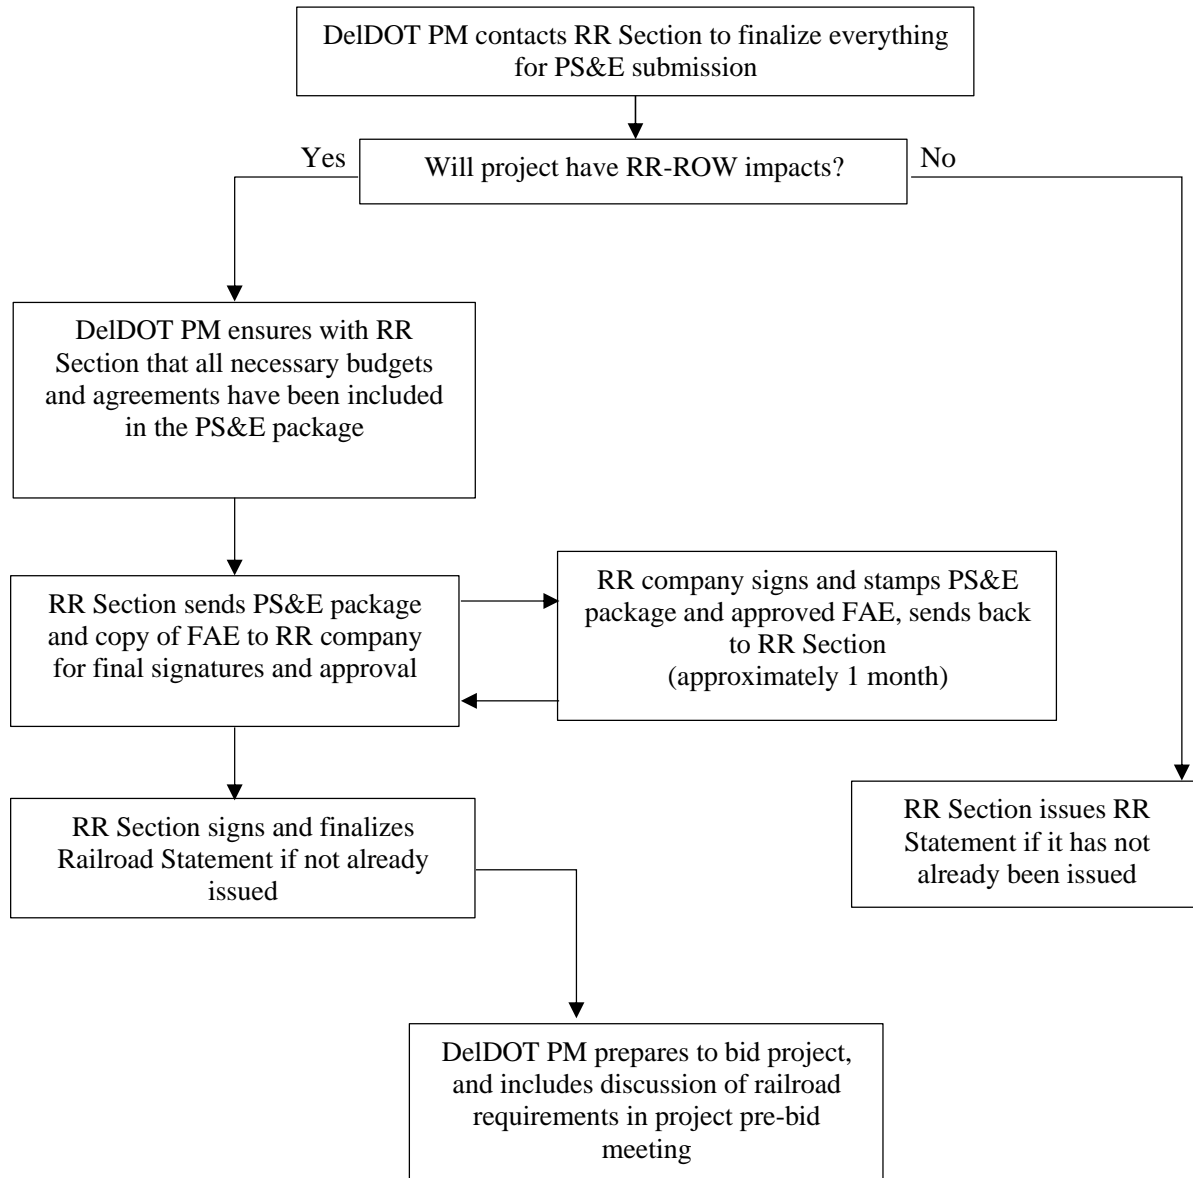 DelDOT PM contacts RR Section to finalize everything
for PS&E submission
Yes
Will project have RR-ROW impacts?
No
DelDOT PM ensures with RR
Section that all necessary budgets
and agreements have been included
in the PS&E package
RR Section sends PS&E package
and copy of FAE to RR company
for final signatures and approval
RR company signs and stamps PS&E
package and approved FAE, sends back
to RR Section
(approximately 1 month)
RR Section signs and finalizes
Railroad Statement if not already
issued
RR Section issues RR
Statement if it has not
already been issued
DelDOT PM prepares to bid project,
and includes discussion of railroad
requirements in project pre-bid
meeting